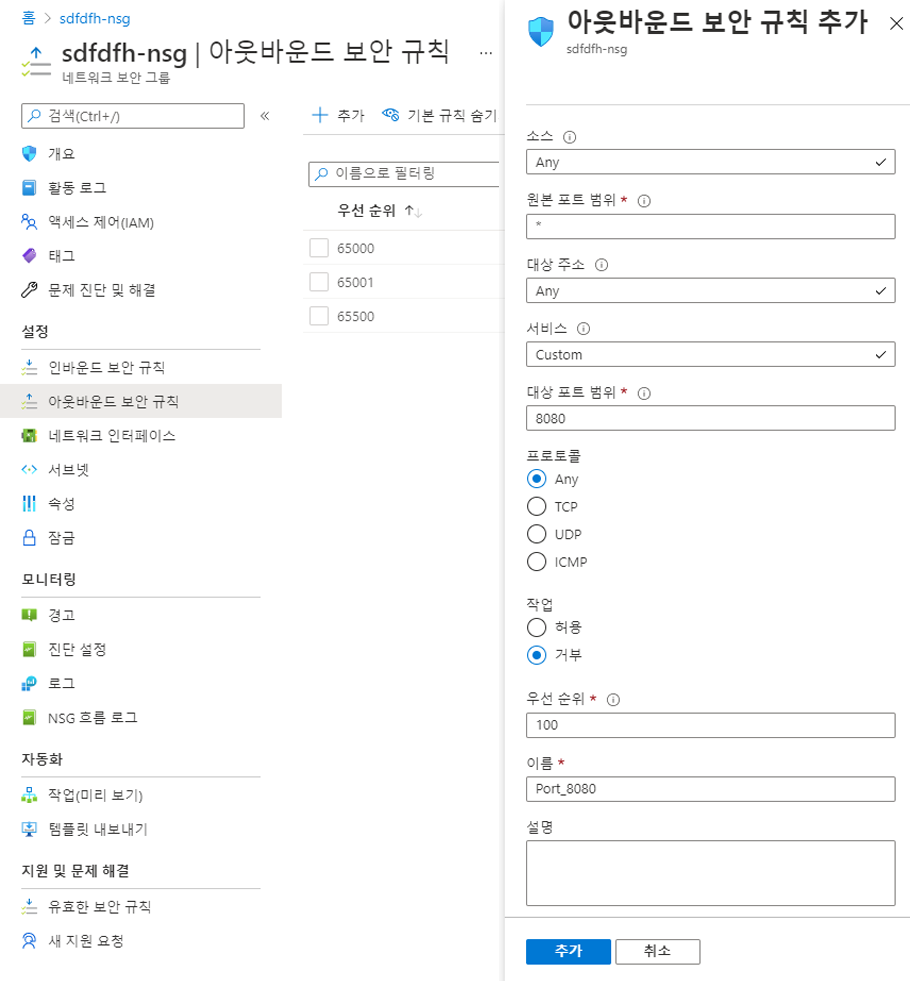 홈 > sdfdfh-nsg
sdfdfh-nsg | 아웃바운드 보안 규칙 ...
네트워크 보안 그룹
검색(Ctrl+/)
«
개요
활동 로그
액세스 제어(IAM)
태그
문제 진단 및 해결
설정
인바운드 보안 규칙
아웃바운드 보안 규칙
네트워크 인터페이스
서브넷
속성
잠금
모니터링
경고
진단 설정
로그
NSG 흐름 로그
자동화
작업(미리 보기)
템플릿 내보내기
지원 및 문제 해결
유효한 보안 규칙
새 지원 요청
추가 기본 규칙 숨기
이름으로 필터링
우선 순위 ↑↓
65000
65001
65500
아웃바운드 보안 규칙 추가
sdfdfh-nsg
소스
Any
원본 포트 범위 *
*
대상 주소
Any
서비스
Custom
대상 포트 범위 *
8080
프로토콜
Any
TCP
UDP
ICMP
작업
허용
거부
우선 순위 *
100
이름 *
Port_8080
설명
추가 취소